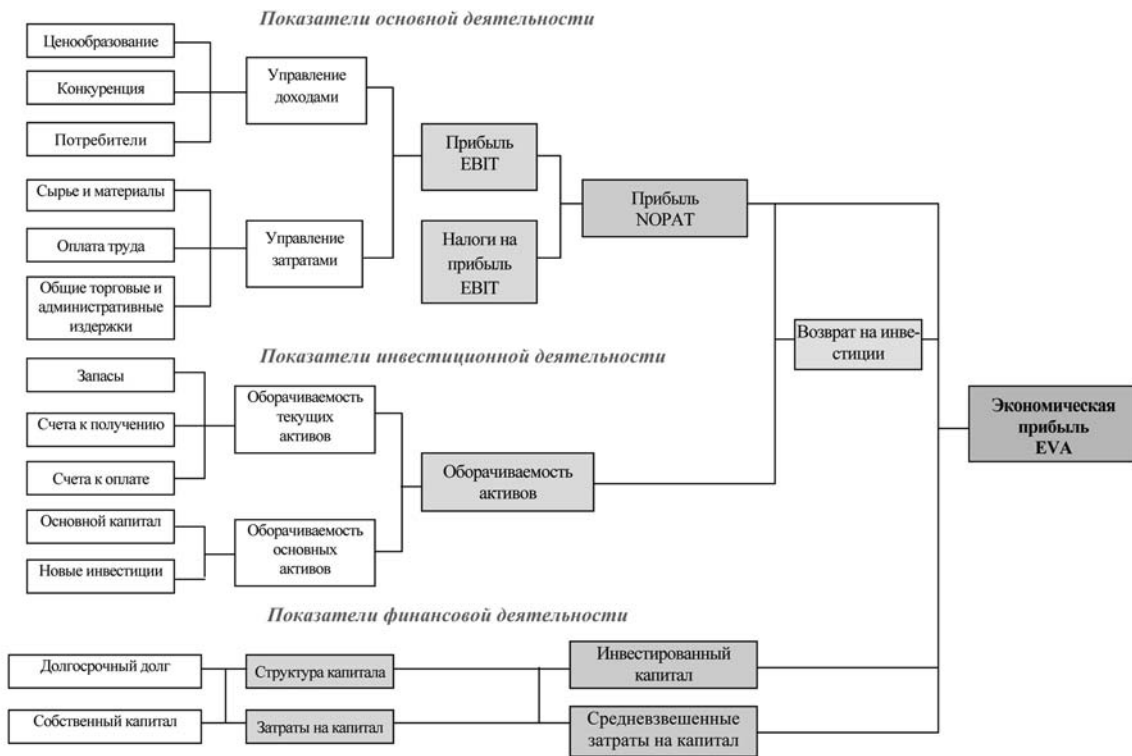 Показатели основной деятельности
Ценообразование
Конкуренция
Потребители
Управление
доходами
Сырье и материалы
Оплата труда
Общие торговые и
административные
издержки
Управление
затратами
Прибыль
EBIT
Налоги на
прибыль
EBIT
Прибыль
NOPAT
Показатели инвестиционной деятельности
Запасы
Счета к получению
Счета к оплате
Оборачиваемость
текущих
активов
Основной капитал
Новые инвестиции
Оборачиваемость
основных
активов
Оборачиваемость
активов
Возврат на инве-
стиции
Экономическая
прибыль
EVA
Показатели финансовой деятельности
Долгосрочный долг
Собственный капитал
Структура капитала
Затраты на капитал
Инвестированный
капитал
Средневзвешенные
затраты на капитал